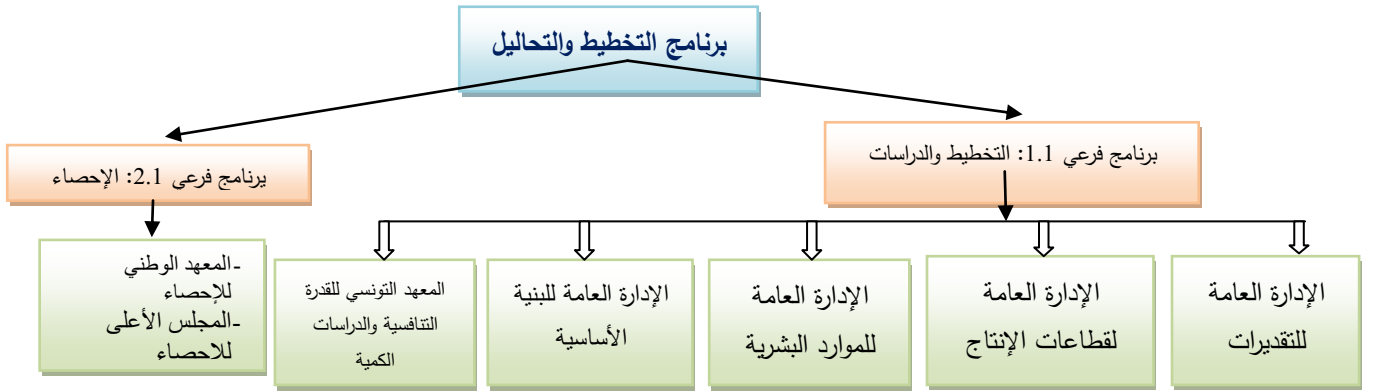 برنامج التخطيط والتحاليل
برنامج فرعي 1.1: التخطيط والدراسات
يرنامج فرعي 2.1: الإحصاء
الإدارة العامة
للتقديرات
الإدارة العامة
لقطاعات الإنتاج
الإدارة العامة
للموارد البشرية
الإدارة العامة للبنية
الأساسية
المعهد التونسي للقدرة
التنافسية والدراسات
الكمية
-المعهد الوطني
للإحصاء
-المجلس الأعلى
للاحصاء